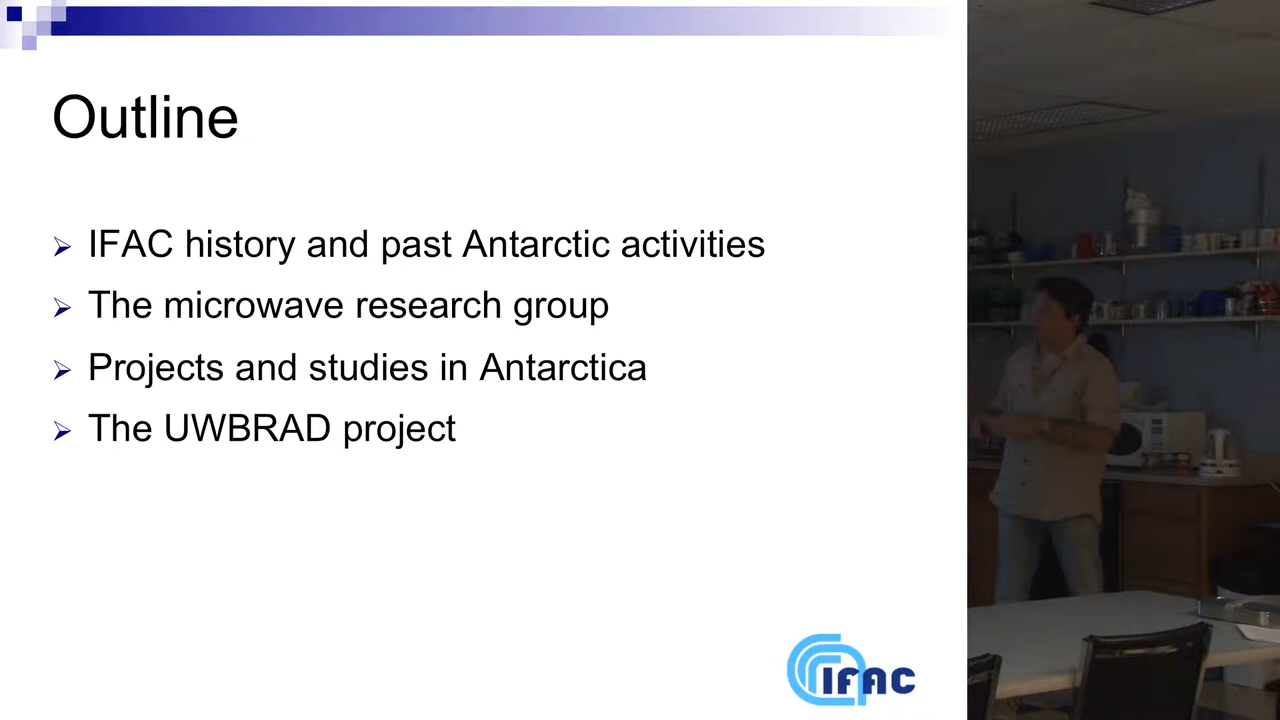 Outline
IFAC history and past Antarctic activities
The microwave research group
Projects and studies in Antarctica
The UWBRAD project
IFAC